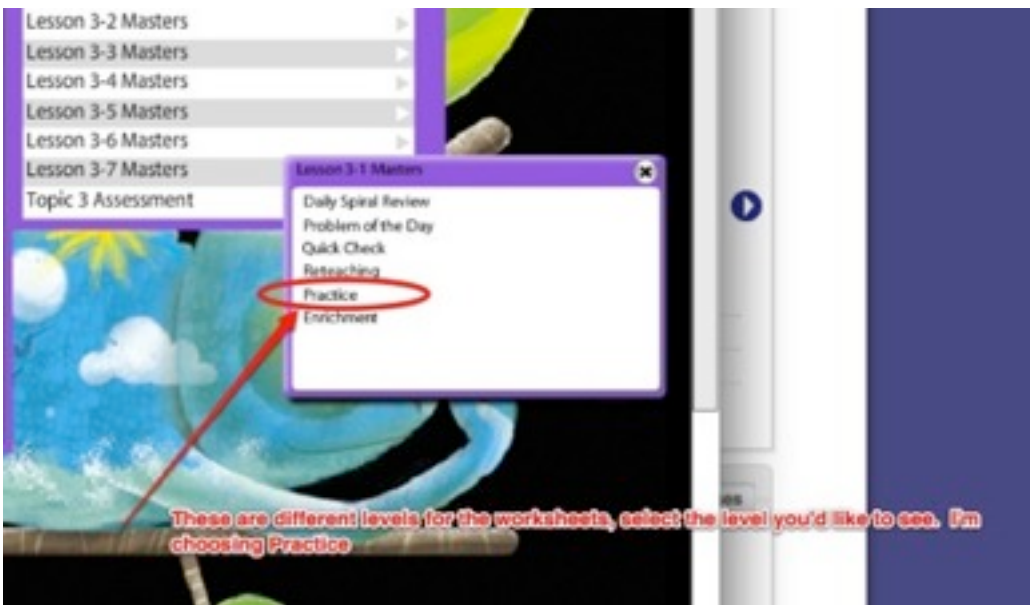 Lesson 3-2 Masters
Lesson 3-3 Masters
Lesson 3-4 Masters
Lesson 3-5 Masters
Lesson 3-6 Masters
Lesson 3-7 Masters
Topic 3 Assessment
Lesson 3-1 Masters
Daily Spiral Review
Problem of the Day
Quick Check
Reteaching
Practice
Enrichment
These are different levels for the worksheets, select the level you'd like to see. I'm
choosing Practice